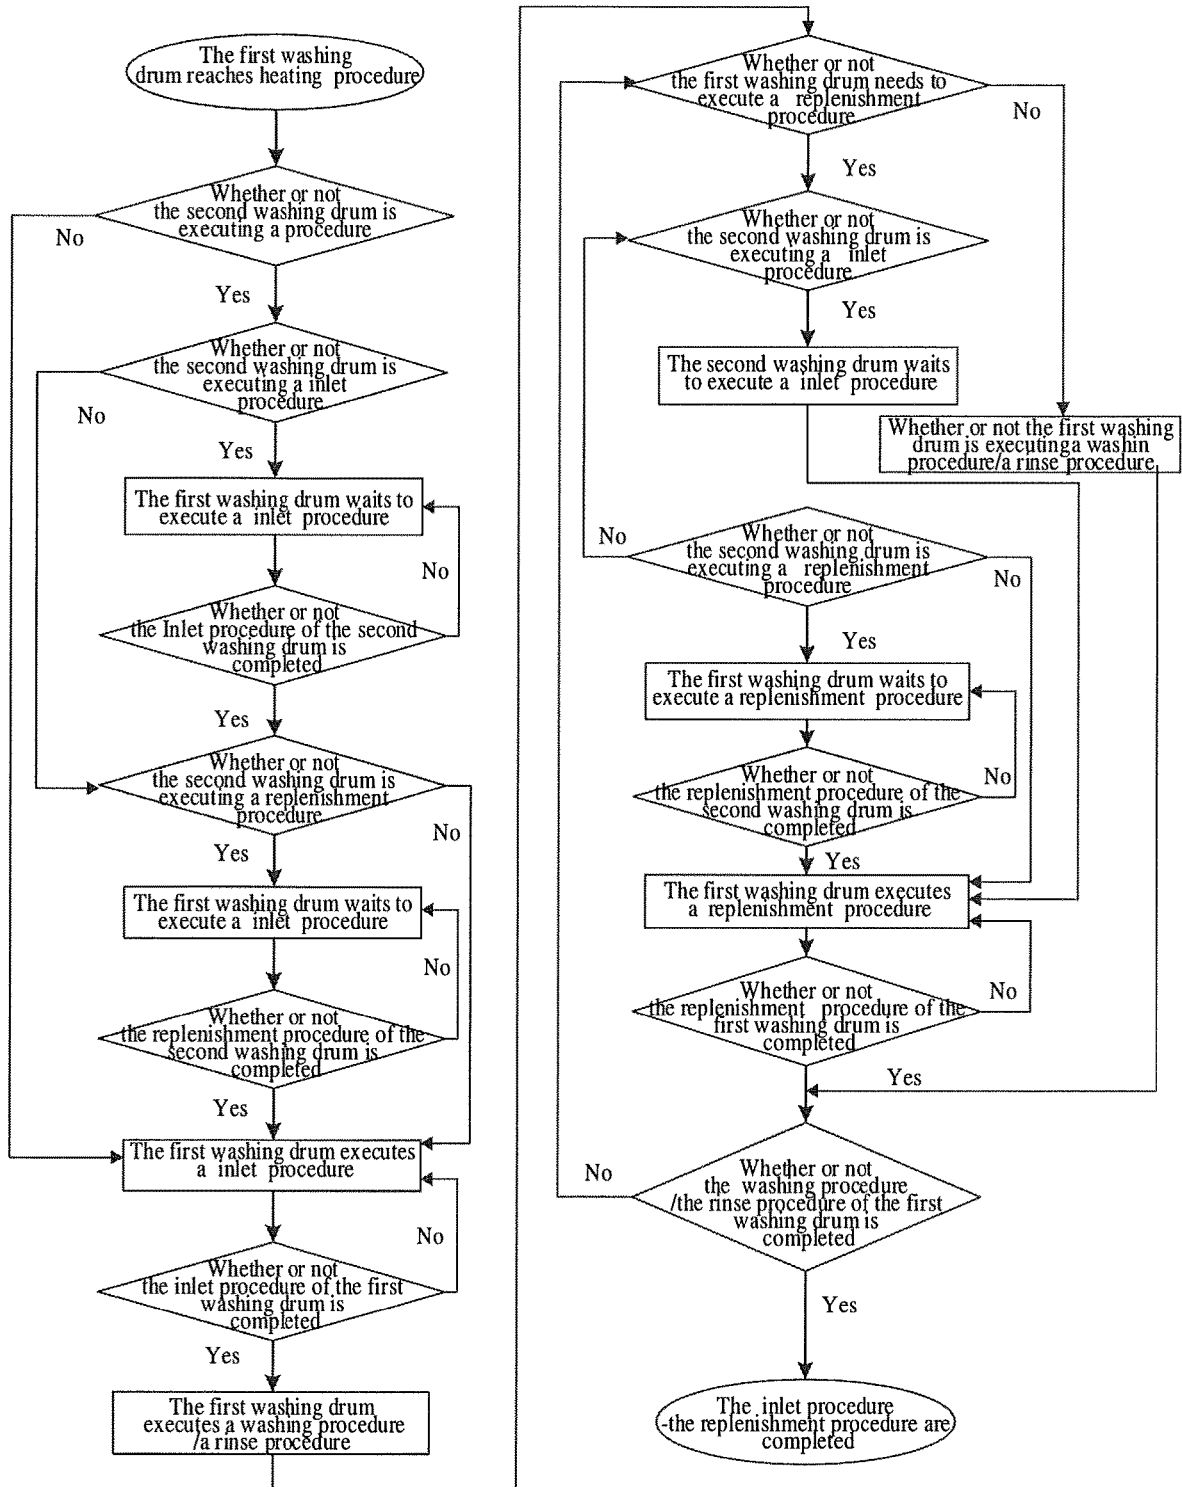 The first washing
drum reaches heating procedure
Whether or not
the second washing drum is
executing a procedure
No
Yes
Whether or not
the second washing drum is
executing a inlet
procedure
No
Yes
The first washing drum waits to
execute a inlet procedure
No
Whether or not
the Inlet procedure of the second
washing drum is
completed
Yes
Whether or not
the second washing drum is
executing a replenishment
procedure
No
Yes
The first washing drum waits to
execute a inlet procedure
No
Whether or not
the replenishment procedure of the
second washing drum is
completed
Yes
The first washing drum executes
a inlet procedure
No
Whether or not
the inlet procedure of the first
washing drum is
completed
Yes
The first washing drum
executes a washing procedure
/a rinse procedure
Whether or not
the first washing drum needs to
execute a replenishment
procedure
No
Yes
Whether or not
the second washing drum is
executing a inlet
procedure
Yes
The second washing drum waits
to execute a inlet procedure
Whether or not the first washing
drum is executinga washin
procedure/a rinse procedure
No
Whether or not
the second washing drum is
executing a replenishment
procedure
No
Yes
The first washing drum waits to
execute a replenishment procedure
No
Whether or not
the replenishment procedure of the
second washing drum is
completed
Yes
The first washing drum executes
a replenishment procedure
No
Whether or not
the replenishment procedure of the
first washing drum is
completed
Yes
No
Whether or not
the washing procedure
/the rinse procedure of the first
washing drum is
completed
Yes
The inlet procedure
-the replenishment procedure are
completed